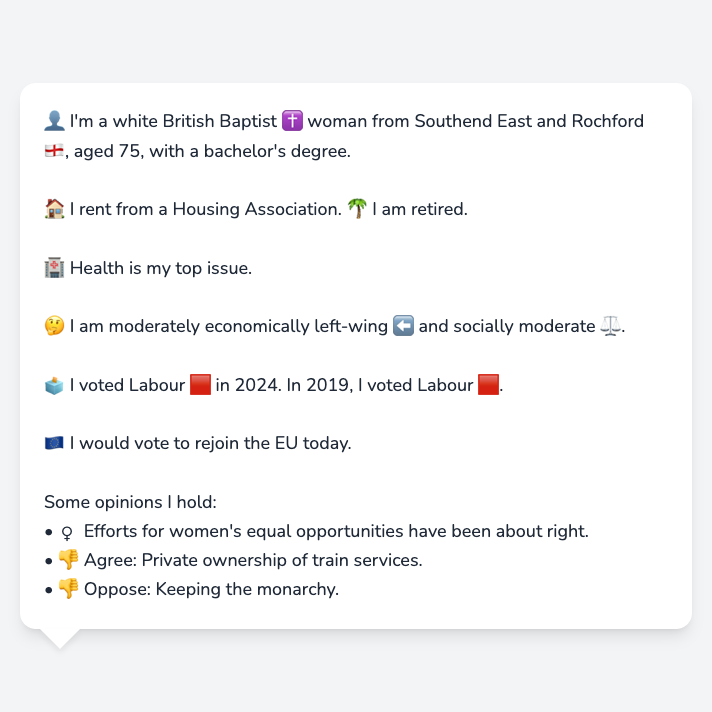 👤 I'm a white British Baptist ✝️ woman from Southend East and Rochford
🏴󠁧󠁢󠁥󠁮󠁧󠁿, aged 75, with a bachelor's degree.
🏠 I rent from a Housing Association. 🌴 I am retired.
🏥 Health is my top issue.
🤔 I am moderately economically left-wing ⬅️ and socially moderate ⚖️.
🗳️ I voted Labour 🟥 in 2024. In 2019, I voted Labour 🟥.
🇪🇺 I would vote to rejoin the EU today.
Some opinions I hold:
• ♀ Efforts for women's equal opportunities have been about right.
• 👎 Agree: Private ownership of train services.
• 👎 Oppose: Keeping the monarchy.